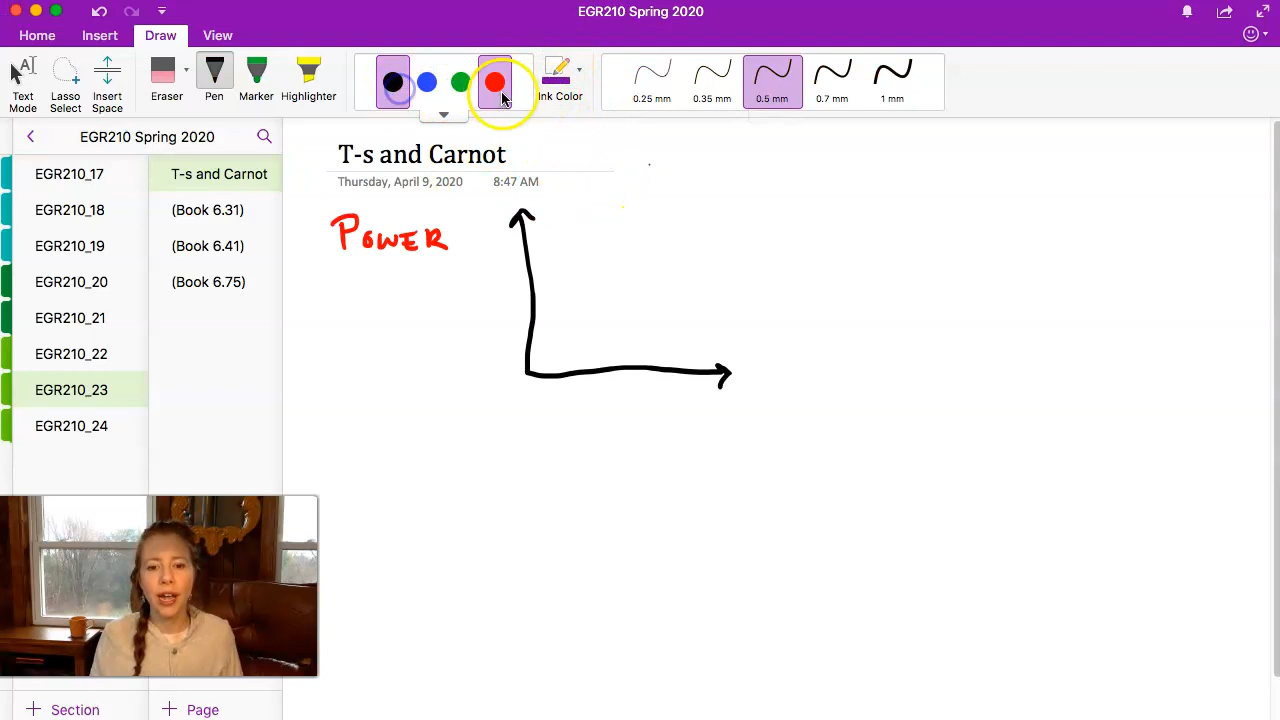 EGR210 Spring 2020
Home Insert Draw View
Text Mode
Lasso Select
Insert Space
Eraser
Pen
Marker
Highlighter
Ink Color
0.25 mm
0.35 mm
0.5 mm
0.7 mm
1 mm
EGR210 Spring 2020
EGR210_17
EGR210_18
EGR210_19
EGR210_20
EGR210_21
EGR210_22
EGR210_23
EGR210_24
T-s and Carnot
(Book 6.31)
(Book 6.41)
(Book 6.75)
T-s and Carnot
Thursday, April 9, 2020 8:47 AM
POWER
+ Section
+ Page